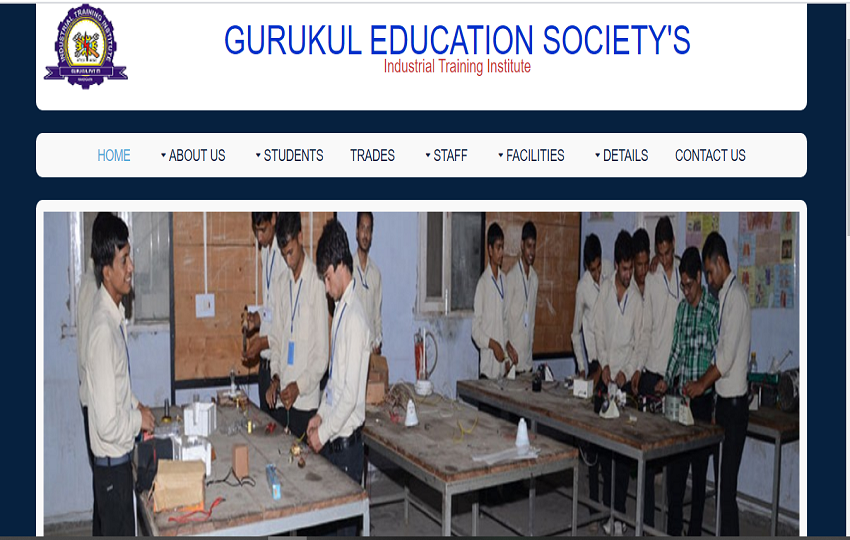 INDUSTRIAL TRAINING INSTITUTE
GURUKUL EDUCATION SOCIETY'S
Industrial Training Institute
HOME
ABOUT US
STUDENTS
TRADES
STAFF
FACILITIES
DETAILS
CONTACT US